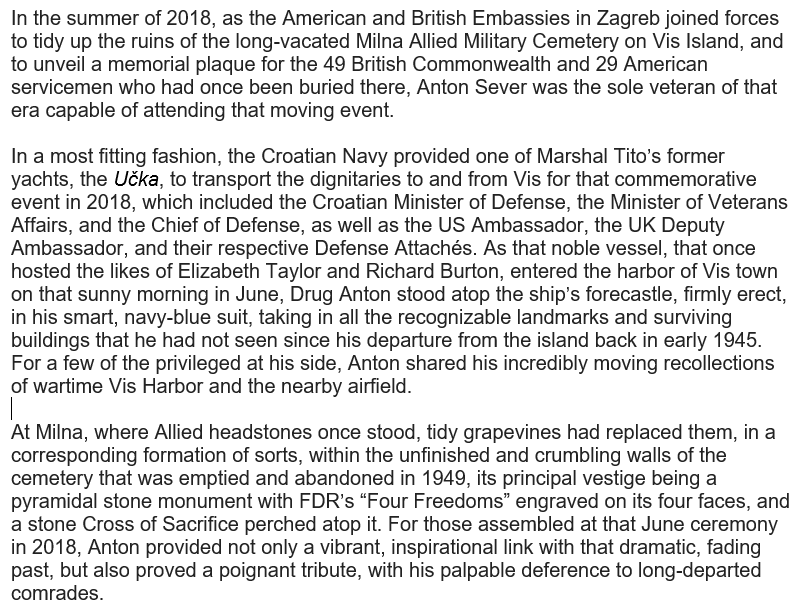 In the summer of 2018, as the American and British Embassies in Zagreb joined forces
to tidy up the ruins of the long-vacated Milna Allied Military Cemetery on Vis Island, and
to unveil a memorial plaque for the 49 British Commonwealth and 29 American
servicemen who had once been buried there, Anton Sever was the sole veteran of that
era capable of attending that moving event.

In a most fitting fashion, the Croatian Navy provided one of Marshal Tito’s former
yachts, the Učka, to transport the dignitaries to and from Vis for that commemorative
event in 2018, which included the Croatian Minister of Defense, the Minister of Veterans
Affairs, and the Chief of Defense, as well as the US Ambassador, the UK Deputy
Ambassador, and their respective Defense Attachés. As that noble vessel, that once
hosted the likes of Elizabeth Taylor and Richard Burton, entered the harbor of Vis town
on that sunny morning in June, Drug Anton stood atop the ship’s forecastle, firmly erect,
in his smart, navy-blue suit, taking in all the recognizable landmarks and surviving
buildings that he had not seen since his departure from the island back in early 1945.
For a few of the privileged at his side, Anton shared his incredibly moving recollections
of wartime Vis Harbor and the nearby airfield.

At Milna, where Allied headstones once stood, tidy grapevines had replaced them, in a
corresponding formation of sorts, within the unfinished and crumbling walls of the
cemetery that was emptied and abandoned in 1949, its principal vestige being a
pyramidal stone monument with FDR’s “Four Freedoms” engraved on its four faces, and
a stone Cross of Sacrifice perched atop it. For those assembled at that June ceremony
in 2018, Anton provided not only a vibrant, inspirational link with that dramatic, fading
past, but also proved a poignant tribute, with his palpable deference to long-departed
comrades.